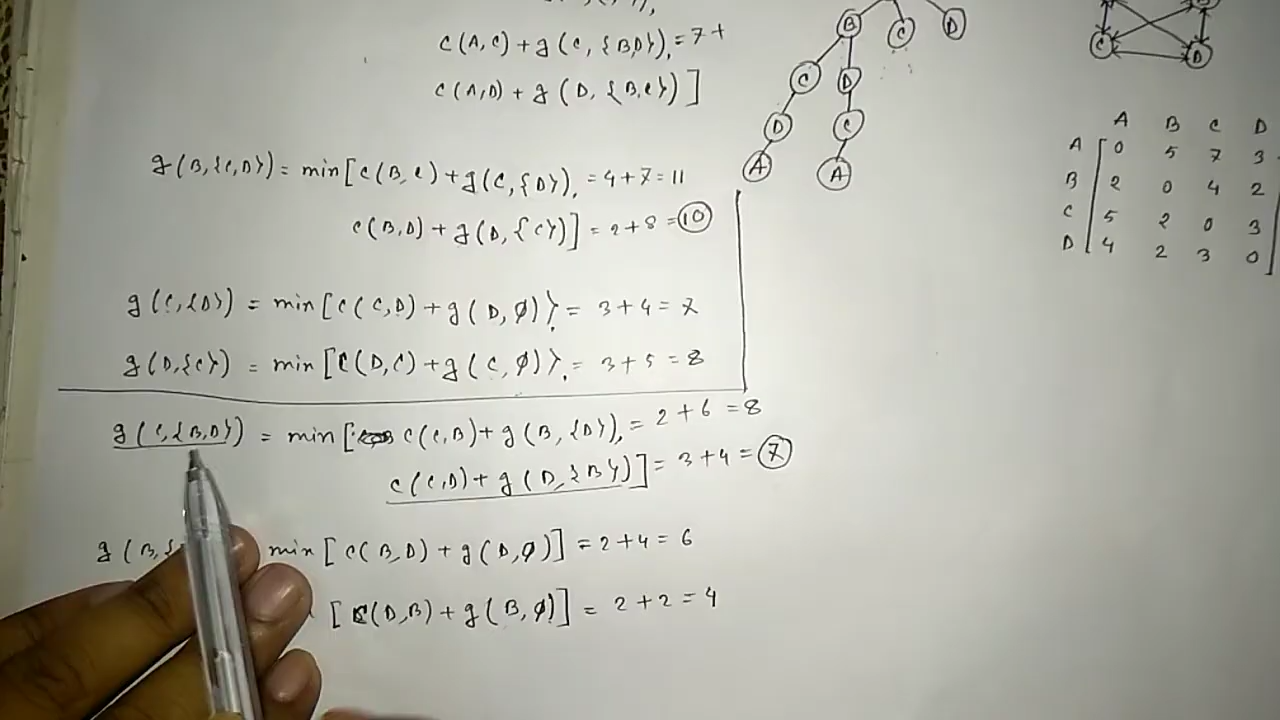 C(A,C) + g(C, {B,D}), = 7 +
C(A,D) + g(D, {B,C})]
g(B,{C,D}) = min[C(B,C) + g(C,{D}), = 4+7 = 11
C(B,D) + g(D,{C})] = 2+8 = 10
g(C,{D}) = min[C(C,D) + g(D,∅)}. = 3+4 = 7
g(D,{C}) = min[C(D,C) + g(C,∅)}. = 3+5 = 8
g(C,{B,D}) = min[ C(C,B) + g(B,{D}), = 2+6 = 8
C(C,D) + g(D,{B})] = 3+4 = 7
g(B,{ min[C(B,D) + g(D,∅)] = 2+4 = 6
[C(D,B) + g(B,∅)] = 2+2 = 4
B C D
C D
D C
A A
C D
A B C D
A 0 5 7 3
B 2 0 4 2
C 5 2 0 3
D 4 2 3 0